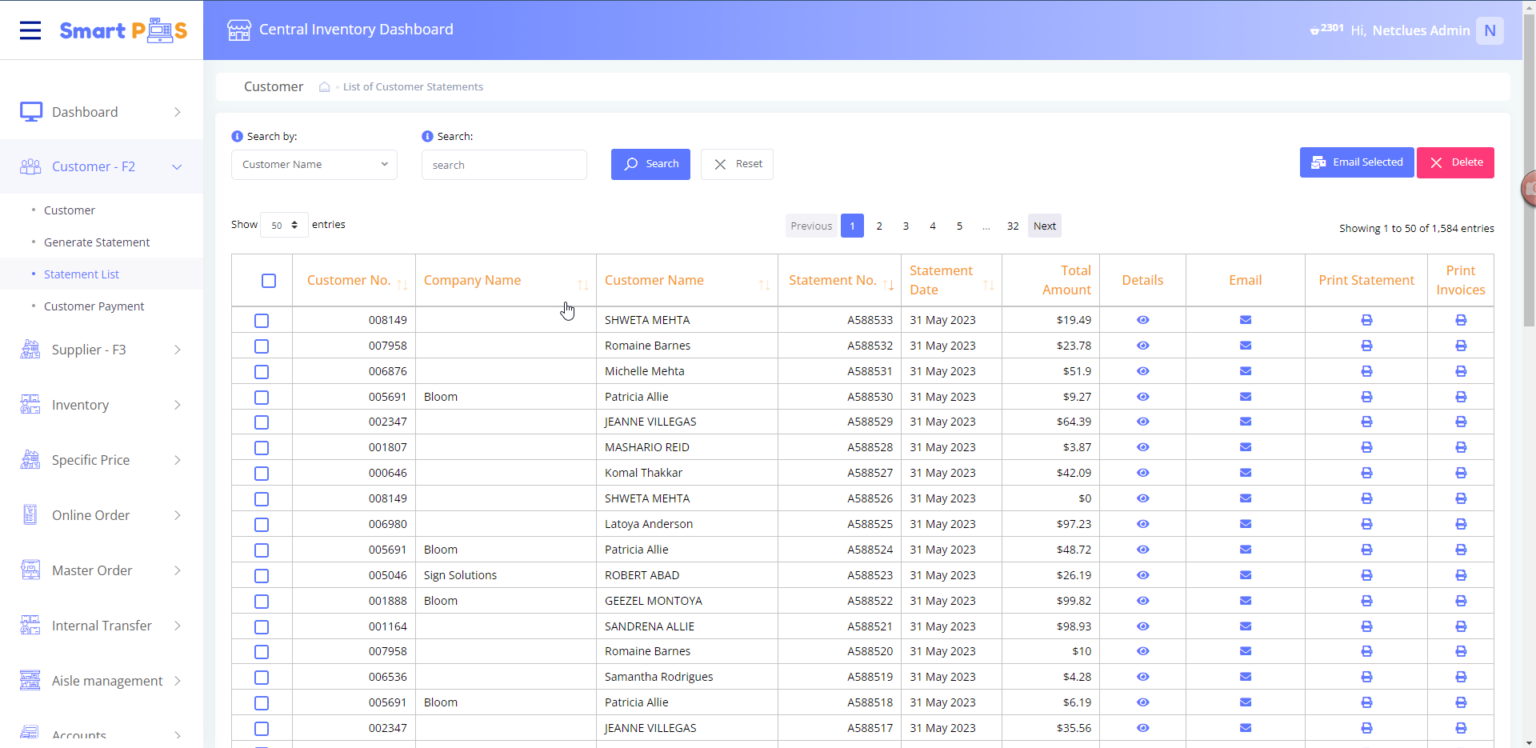 Smart POS
Central Inventory Dashboard
2301 Hi, Netclues Admin N
Customer - List of Customer Statements
Dashboard
Customer - F2
Customer
Generate Statement
Statement List
Customer Payment
Supplier - F3
Inventory
Specific Price
Online Order
Master Order
Internal Transfer
Aisle management
Accounts
Search by: Search:
Customer Name search Search Reset Email Selected Delete
Show 50 entries Previous 1 2 3 4 5 ... 32 Next Showing 1 to 50 of 1,584 entries
Customer No. Company Name Customer Name Statement No. Statement Date Total Amount Details Email Print Statement Print Invoices
008149 SHWETA MEHTA A588533 31 May 2023 $19.49
007958 Romaine Barnes A588532 31 May 2023 $23.78
006876 Michelle Mehta A588531 31 May 2023 $51.9
005691 Bloom Patricia Allie A588530 31 May 2023 $9.27
002347 JEANNE VILLEGAS A588529 31 May 2023 $64.39
001807 MASHARIO REID A588528 31 May 2023 $3.87
000646 Komal Thakkar A588527 31 May 2023 $42.09
008149 SHWETA MEHTA A588526 31 May 2023 $0
006980 Latoya Anderson A588525 31 May 2023 $97.23
005691 Bloom Patricia Allie A588524 31 May 2023 $48.72
005046 Sign Solutions ROBERT ABAD A588523 31 May 2023 $26.19
001888 Bloom GEEZEL MONTOYA A588522 31 May 2023 $99.82
001164 SANDRENA ALLIE A588521 31 May 2023 $98.93
007958 Romaine Barnes A588520 31 May 2023 $10
006536 Samantha Rodrigues A588519 31 May 2023 $4.28
005691 Bloom Patricia Allie A588518 31 May 2023 $6.19
002347 JEANNE VILLEGAS A588517 31 May 2023 $35.56